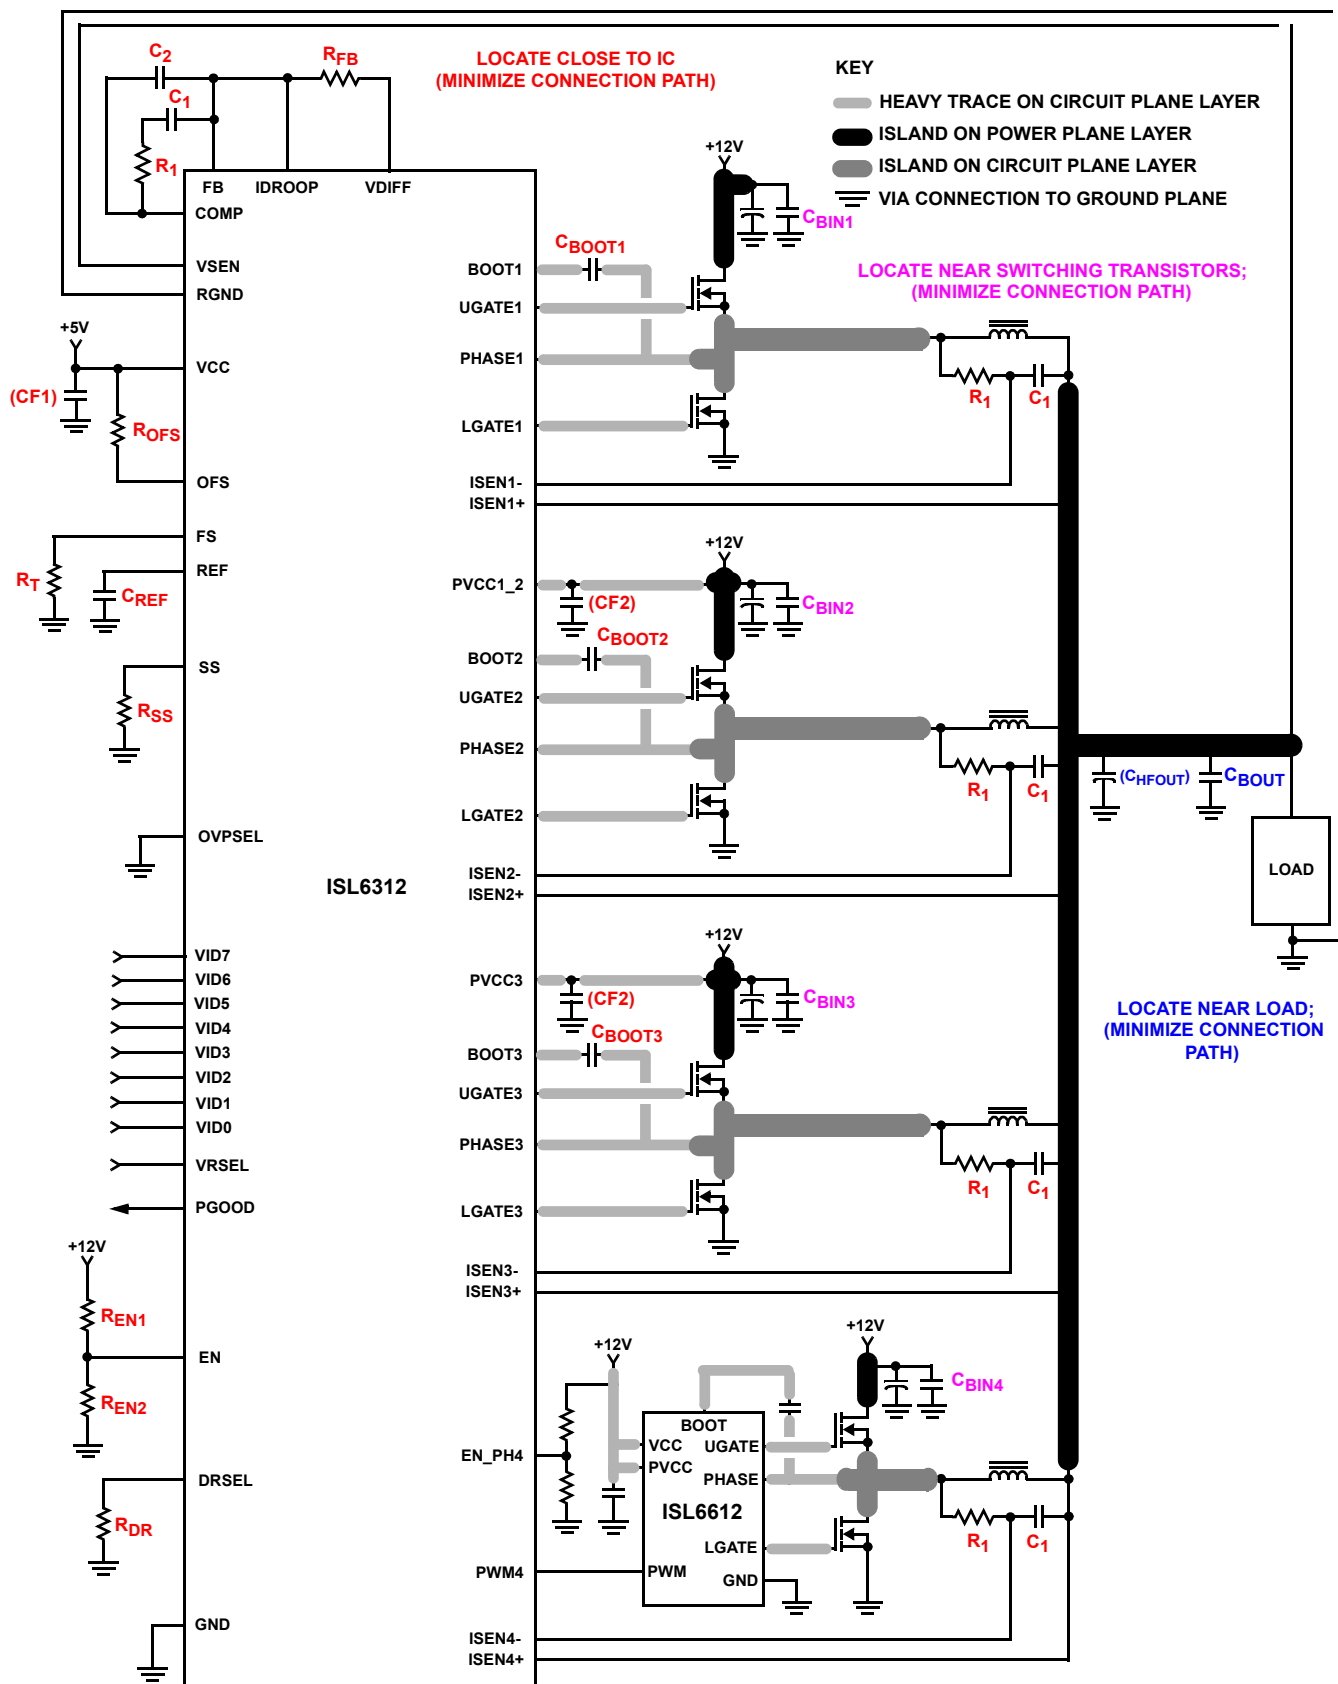 C2
RFB
LOCATE CLOSE TO IC
(MINIMIZE CONNECTION PATH)
C1
R1
KEY
HEAVY TRACE ON CIRCUIT PLANE LAYER
ISLAND ON POWER PLANE LAYER
ISLAND ON CIRCUIT PLANE LAYER
VIA CONNECTION TO GROUND PLANE
+12V
CBIN1
FB
IDROOP
VDIFF
COMP
VSEN
RGND
+5V
VCC
(CF1)
ROFS
OFS
FS
RT
REF
CREF
SS
RSS
OVPSEL
ISL6312
VID7
VID6
VID5
VID4
VID3
VID2
VID1
VID0
VRSEL
PGOOD
+12V
REN1
EN
REN2
DRSEL
RDR
GND
BOOT1
CBOOT1
UGATE1
PHASE1
LGATE1
ISEN1-
ISEN1+
LOCATE NEAR SWITCHING TRANSISTORS;
(MINIMIZE CONNECTION PATH)
R1
C1
+12V
PVCC1_2
(CF2)
CBIN2
CBOOT2
BOOT2
UGATE2
PHASE2
LGATE2
ISEN2-
ISEN2+
R1
C1
(CHFOUT)
CBOUT
LOAD
+12V
PVCC3
(CF2)
CBIN3
CBOOT3
BOOT3
UGATE3
PHASE3
LGATE3
ISEN3-
ISEN3+
R1
C1
LOCATE NEAR LOAD;
(MINIMIZE CONNECTION
PATH)
+12V
+12V
CBIN4
EN_PH4
BOOT
VCC
UGATE
PVCC
PHASE
ISL6612
LGATE
PWM
GND
PWM4
R1
C1
ISEN4-
ISEN4+